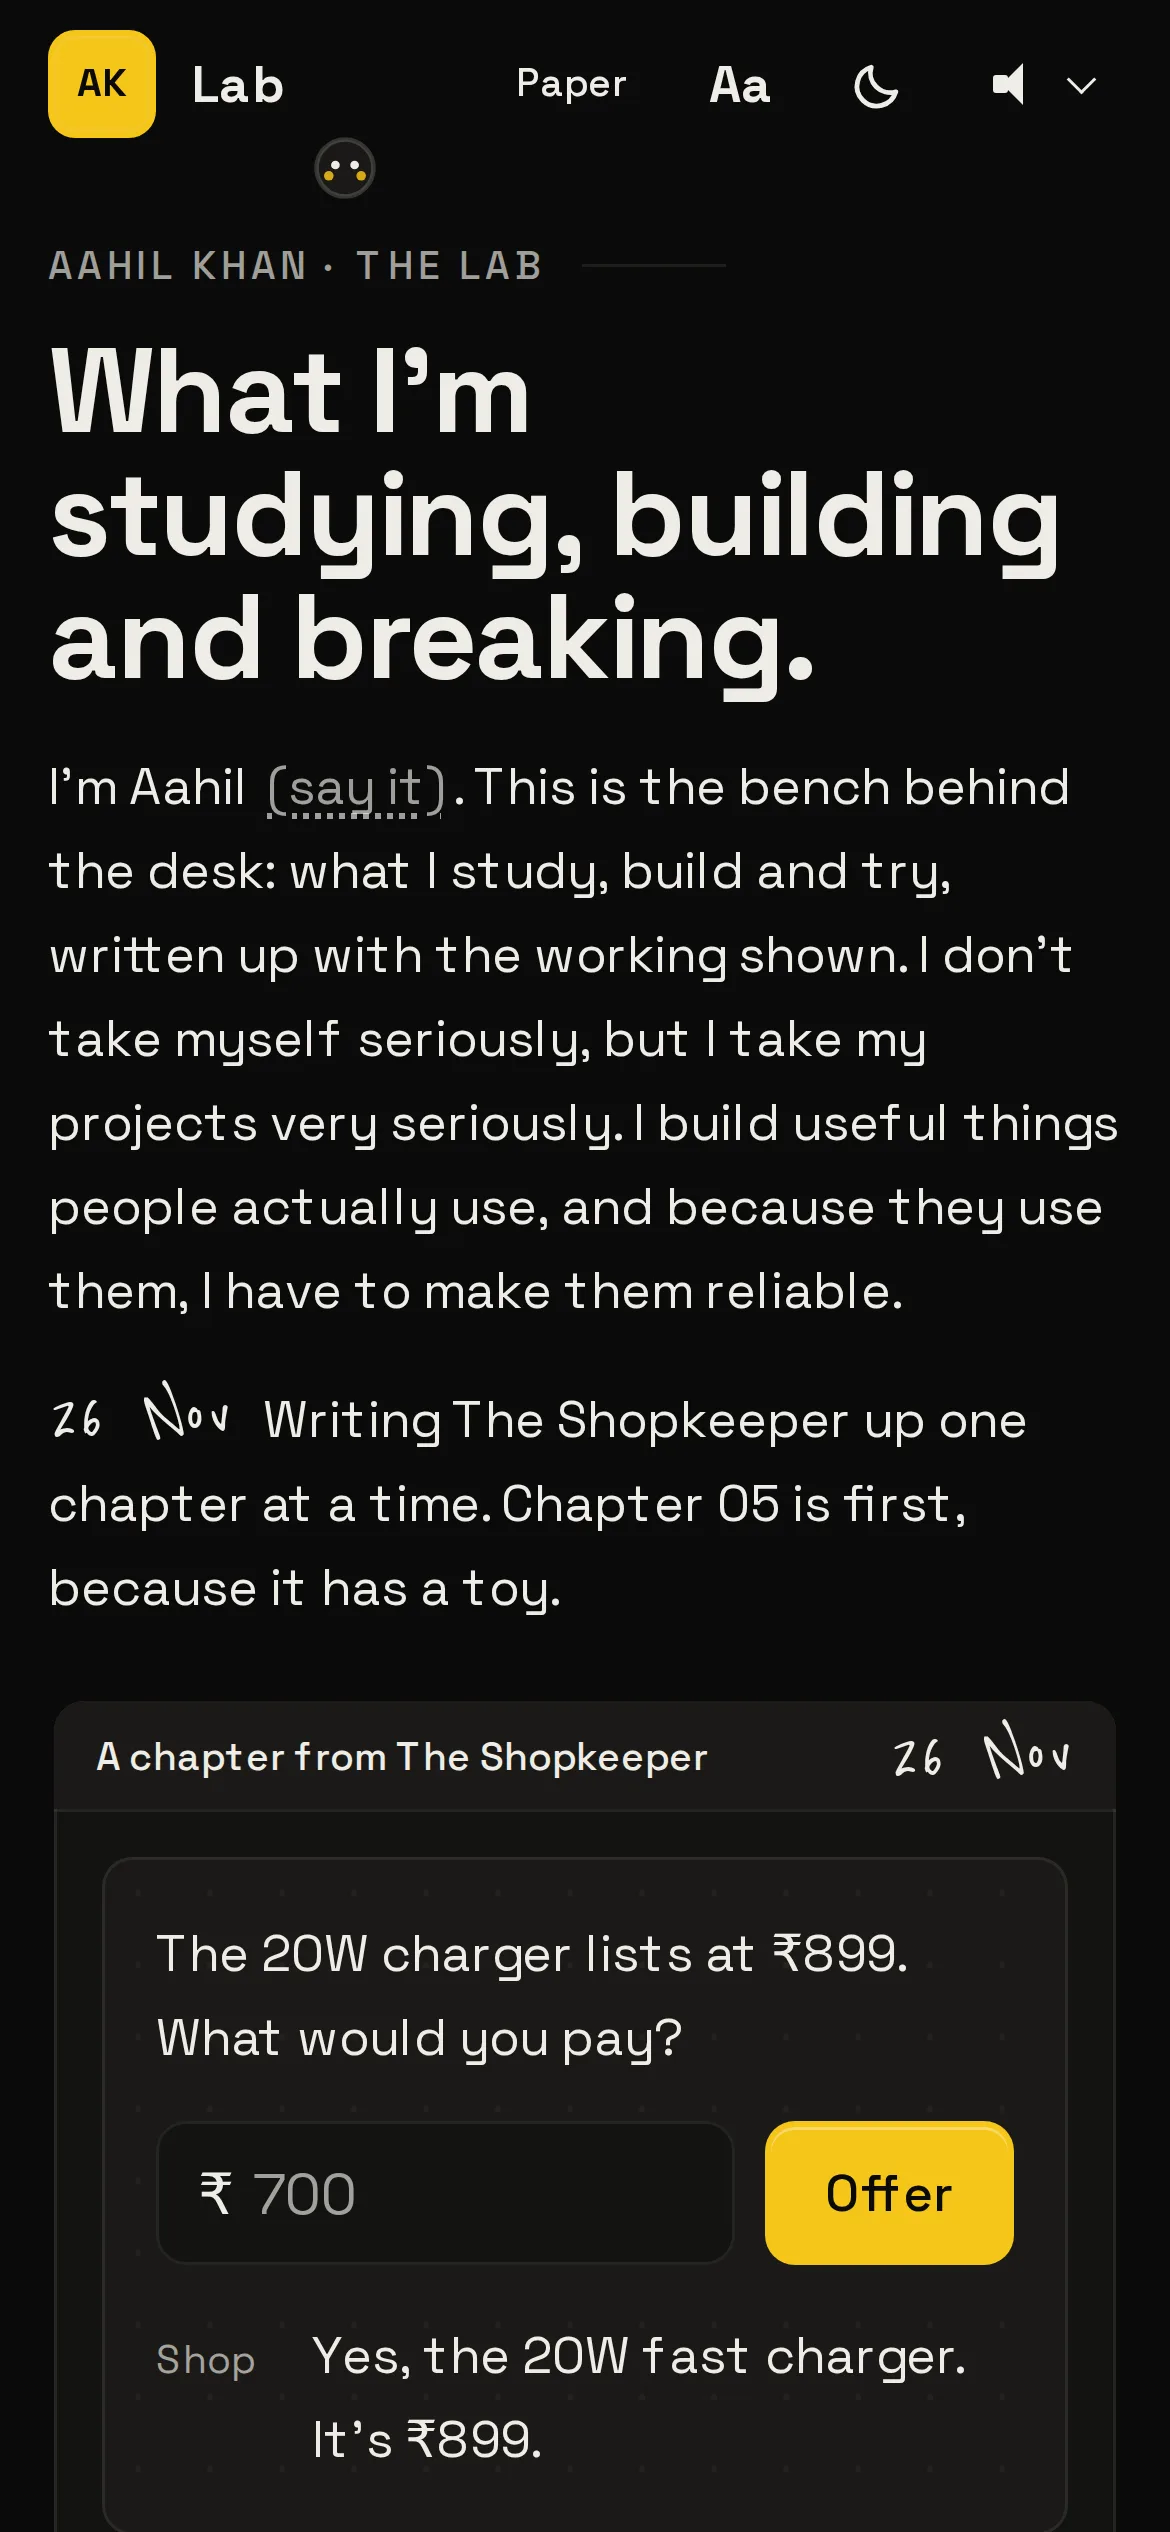 AK Lab Paper Aa
AAHIL KHAN · THE LAB
What I’m
studying, building
and breaking.
I’m Aahil (say it). This is the bench behind
the desk: what I study, build and try,
written up with the working shown. I don’t
take myself seriously, but I take my
projects very seriously. I build useful things
people actually use, and because they use
them, I have to make them reliable.
26 Nov Writing The Shopkeeper up one
chapter at a time. Chapter 05 is first,
because it has a toy.
A chapter from The Shopkeeper 26 Nov
The 20W charger lists at ₹899.
What would you pay?
₹ 700 Offer
Shop Yes, the 20W fast charger.
It’s ₹899.